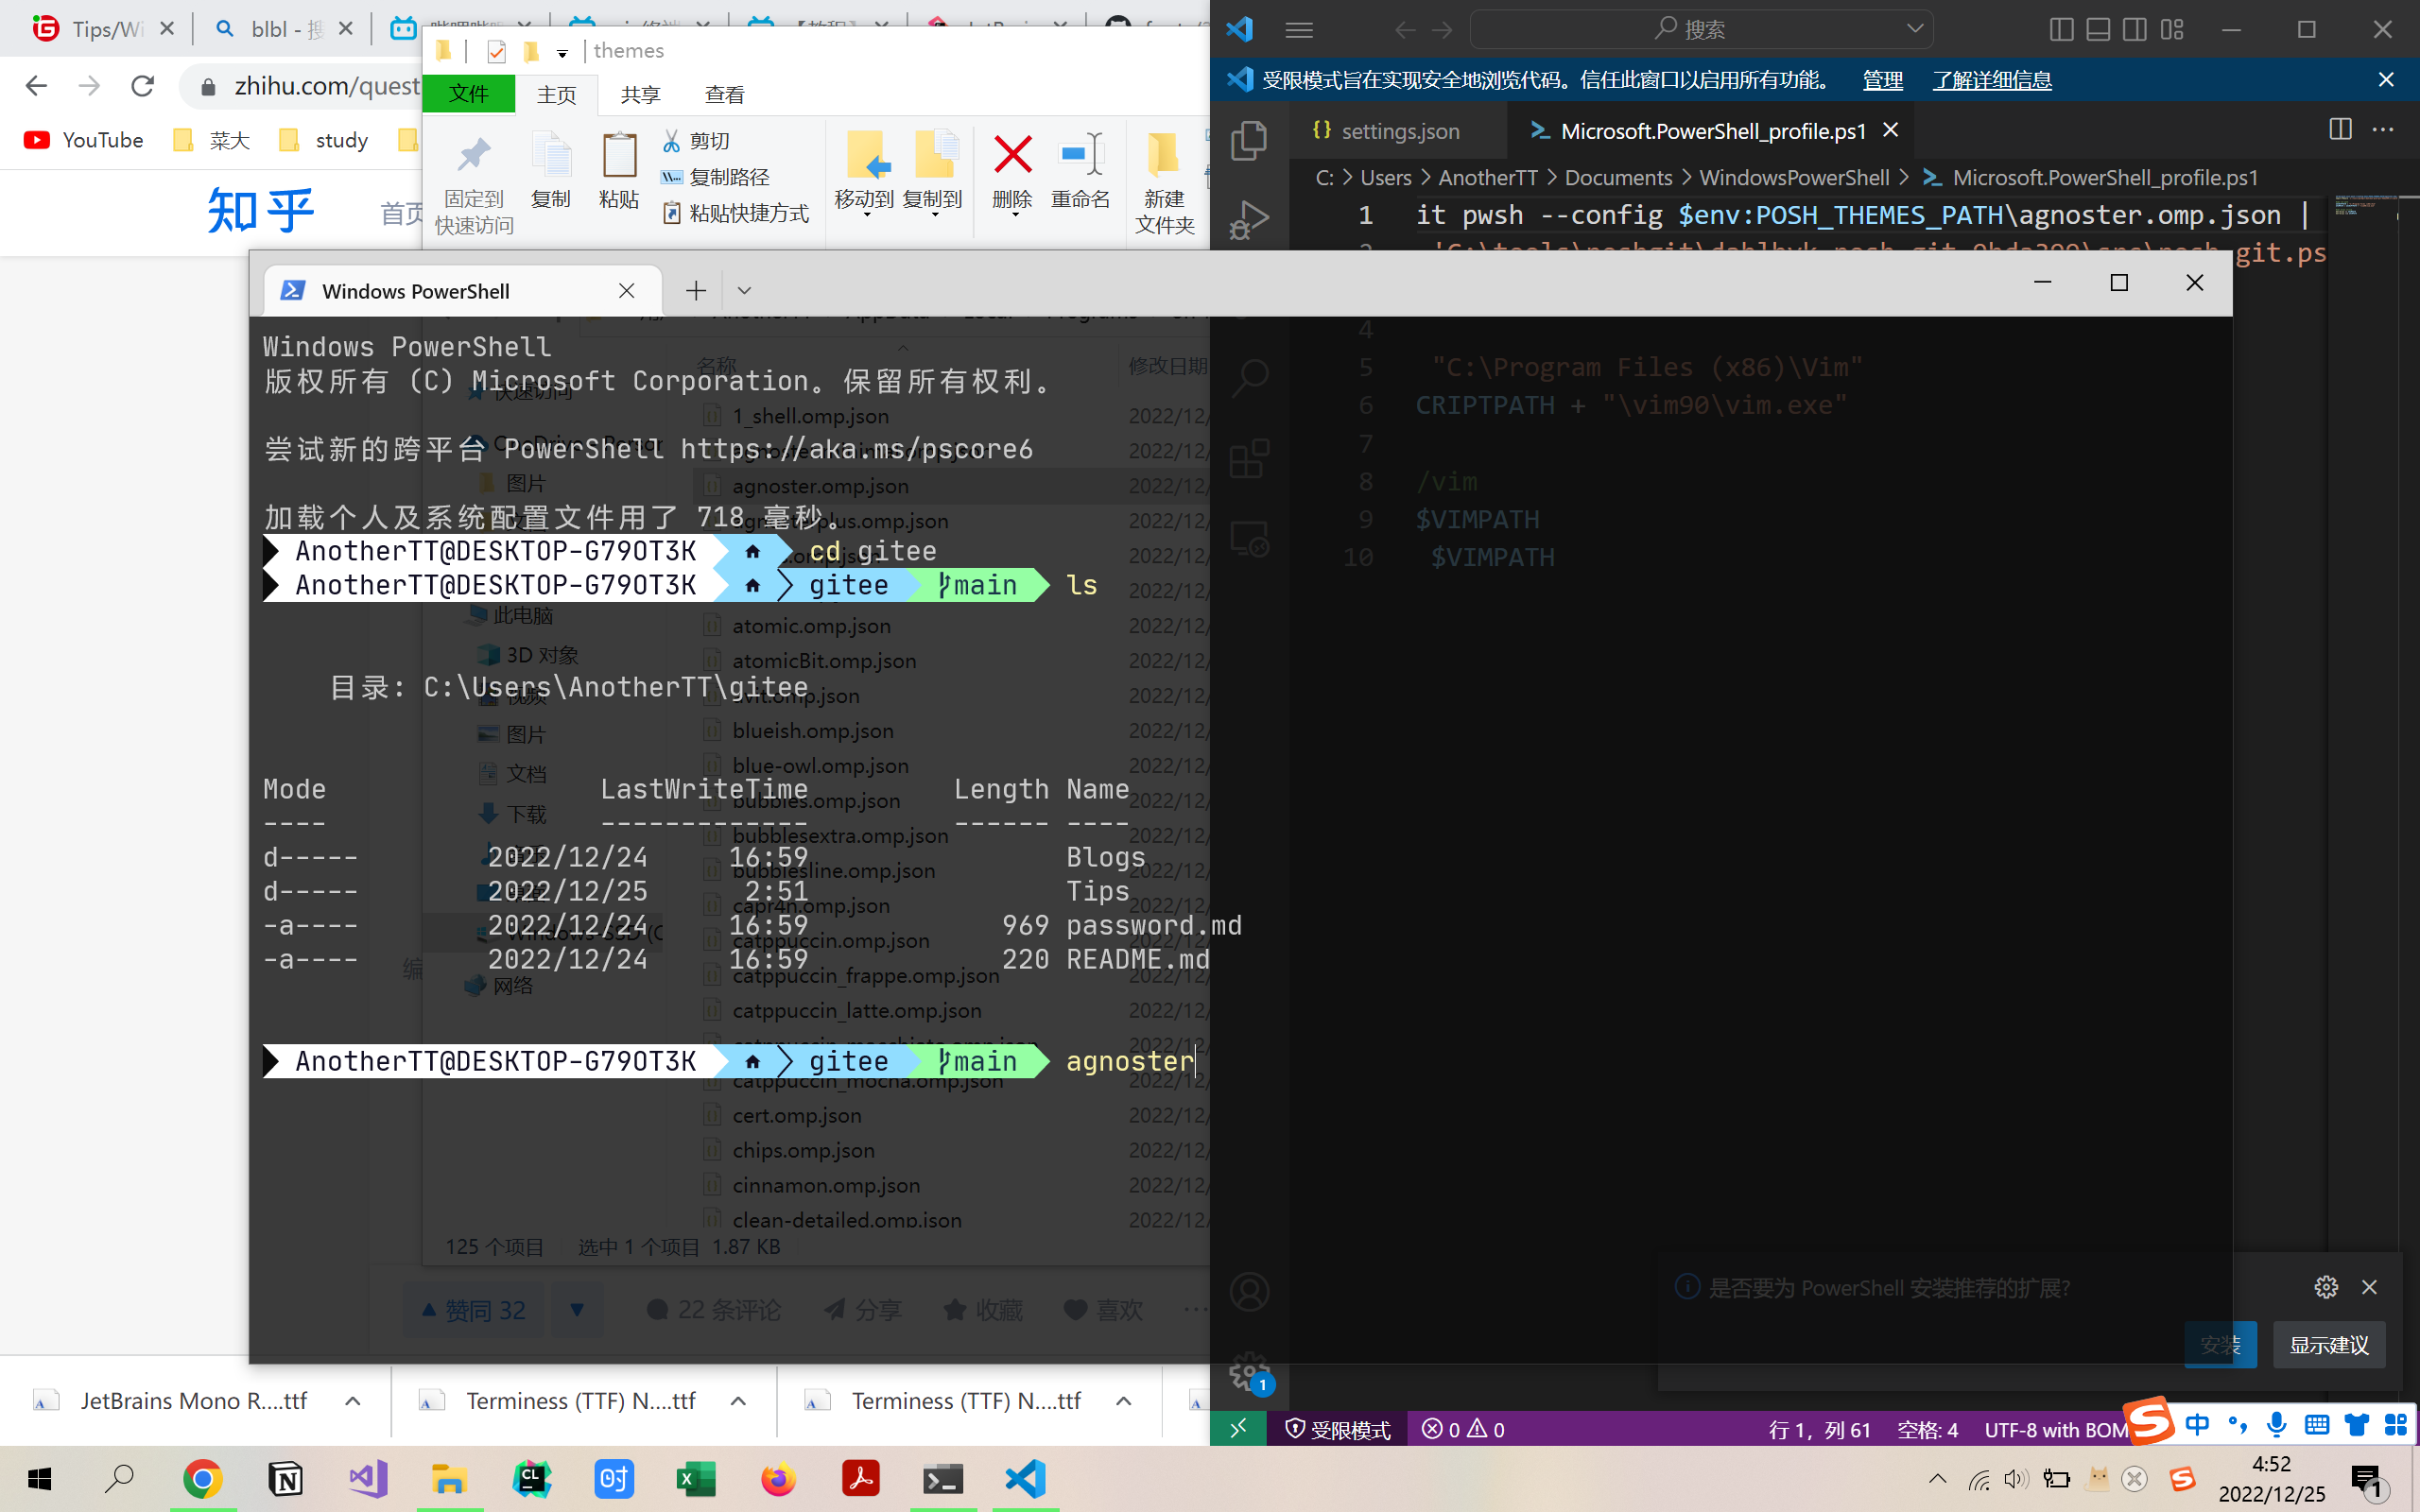 Tips/Wi
blbl - 搜
zhihu.com/quest
YouTube
菜大
study
知乎
首页
themes
文件
主页
共享
查看
固定到
快速访问
复制
粘贴
剪切
复制路径
粘贴快捷方式
移动到
复制到
删除
重命名
新建
文件夹
搜索
受限模式旨在实现安全地浏览代码。信任此窗口以启用所有功能。 管理 了解详细信息
settings.json
Microsoft.PowerShell_profile.ps1
C: > Users > AnotherTT > Documents > WindowsPowerShell > Microsoft.PowerShell_profile.ps1
1 it pwsh --config $env:POSH_THEMES_PATH\agnoster.omp.json |
4
5 "C:\Program Files (x86)\Vim"
6 CRIPTPATH + "\vim90\vim.exe"
7
8 /vim
9 $VIMPATH
10 $VIMPATH
Windows PowerShell
Windows PowerShell
版权所有 (C) Microsoft Corporation。保留所有权利。
尝试新的跨平台 PowerShell https://aka.ms/pscore6
加载个人及系统配置文件用了 718 毫秒。
AnotherTT@DESKTOP-G79OT3K cd gitee
AnotherTT@DESKTOP-G79OT3K > gitee main ls
目录: C:\Users\AnotherTT\gitee
Mode LastWriteTime Length Name
---- ------------- ------ ----
d----- 2022/12/24 16:59 Blogs
d----- 2022/12/25 2:51 Tips
-a---- 2022/12/24 16:59 969 password.md
-a---- 2022/12/24 16:59 220 README.md
AnotherTT@DESKTOP-G79OT3K > gitee main agnoster
名称
修改日期
快速访问
图片
此电脑
3D 对象
视频
图片
文档
下载
网络
1_shell.omp.json
agnoster.omp.json
atomic.omp.json
atomicBit.omp.json
blueish.omp.json
blue-owl.omp.json
bubbles.omp.json
bubblesextra.omp.json
bubblesline.omp.json
capr4n.omp.json
catppuccin.omp.json
catppuccin_frappe.omp.json
catppuccin_latte.omp.json
catppuccin_mocha.omp.json
cert.omp.json
chips.omp.json
cinnamon.omp.json
clean-detailed.omp.json
125 个项目 选中 1 个项目 1.87 KB
赞同 32
22 条评论
分享
收藏
喜欢
是否要为 PowerShell 安装推荐的扩展?
安装
显示建议
JetBrains Mono R....ttf
Terminess (TTF) N....ttf
Terminess (TTF) N....ttf
受限模式
0 0
行 1，列 61
空格: 4
UTF-8 with BOM
中
4:52
2022/12/25